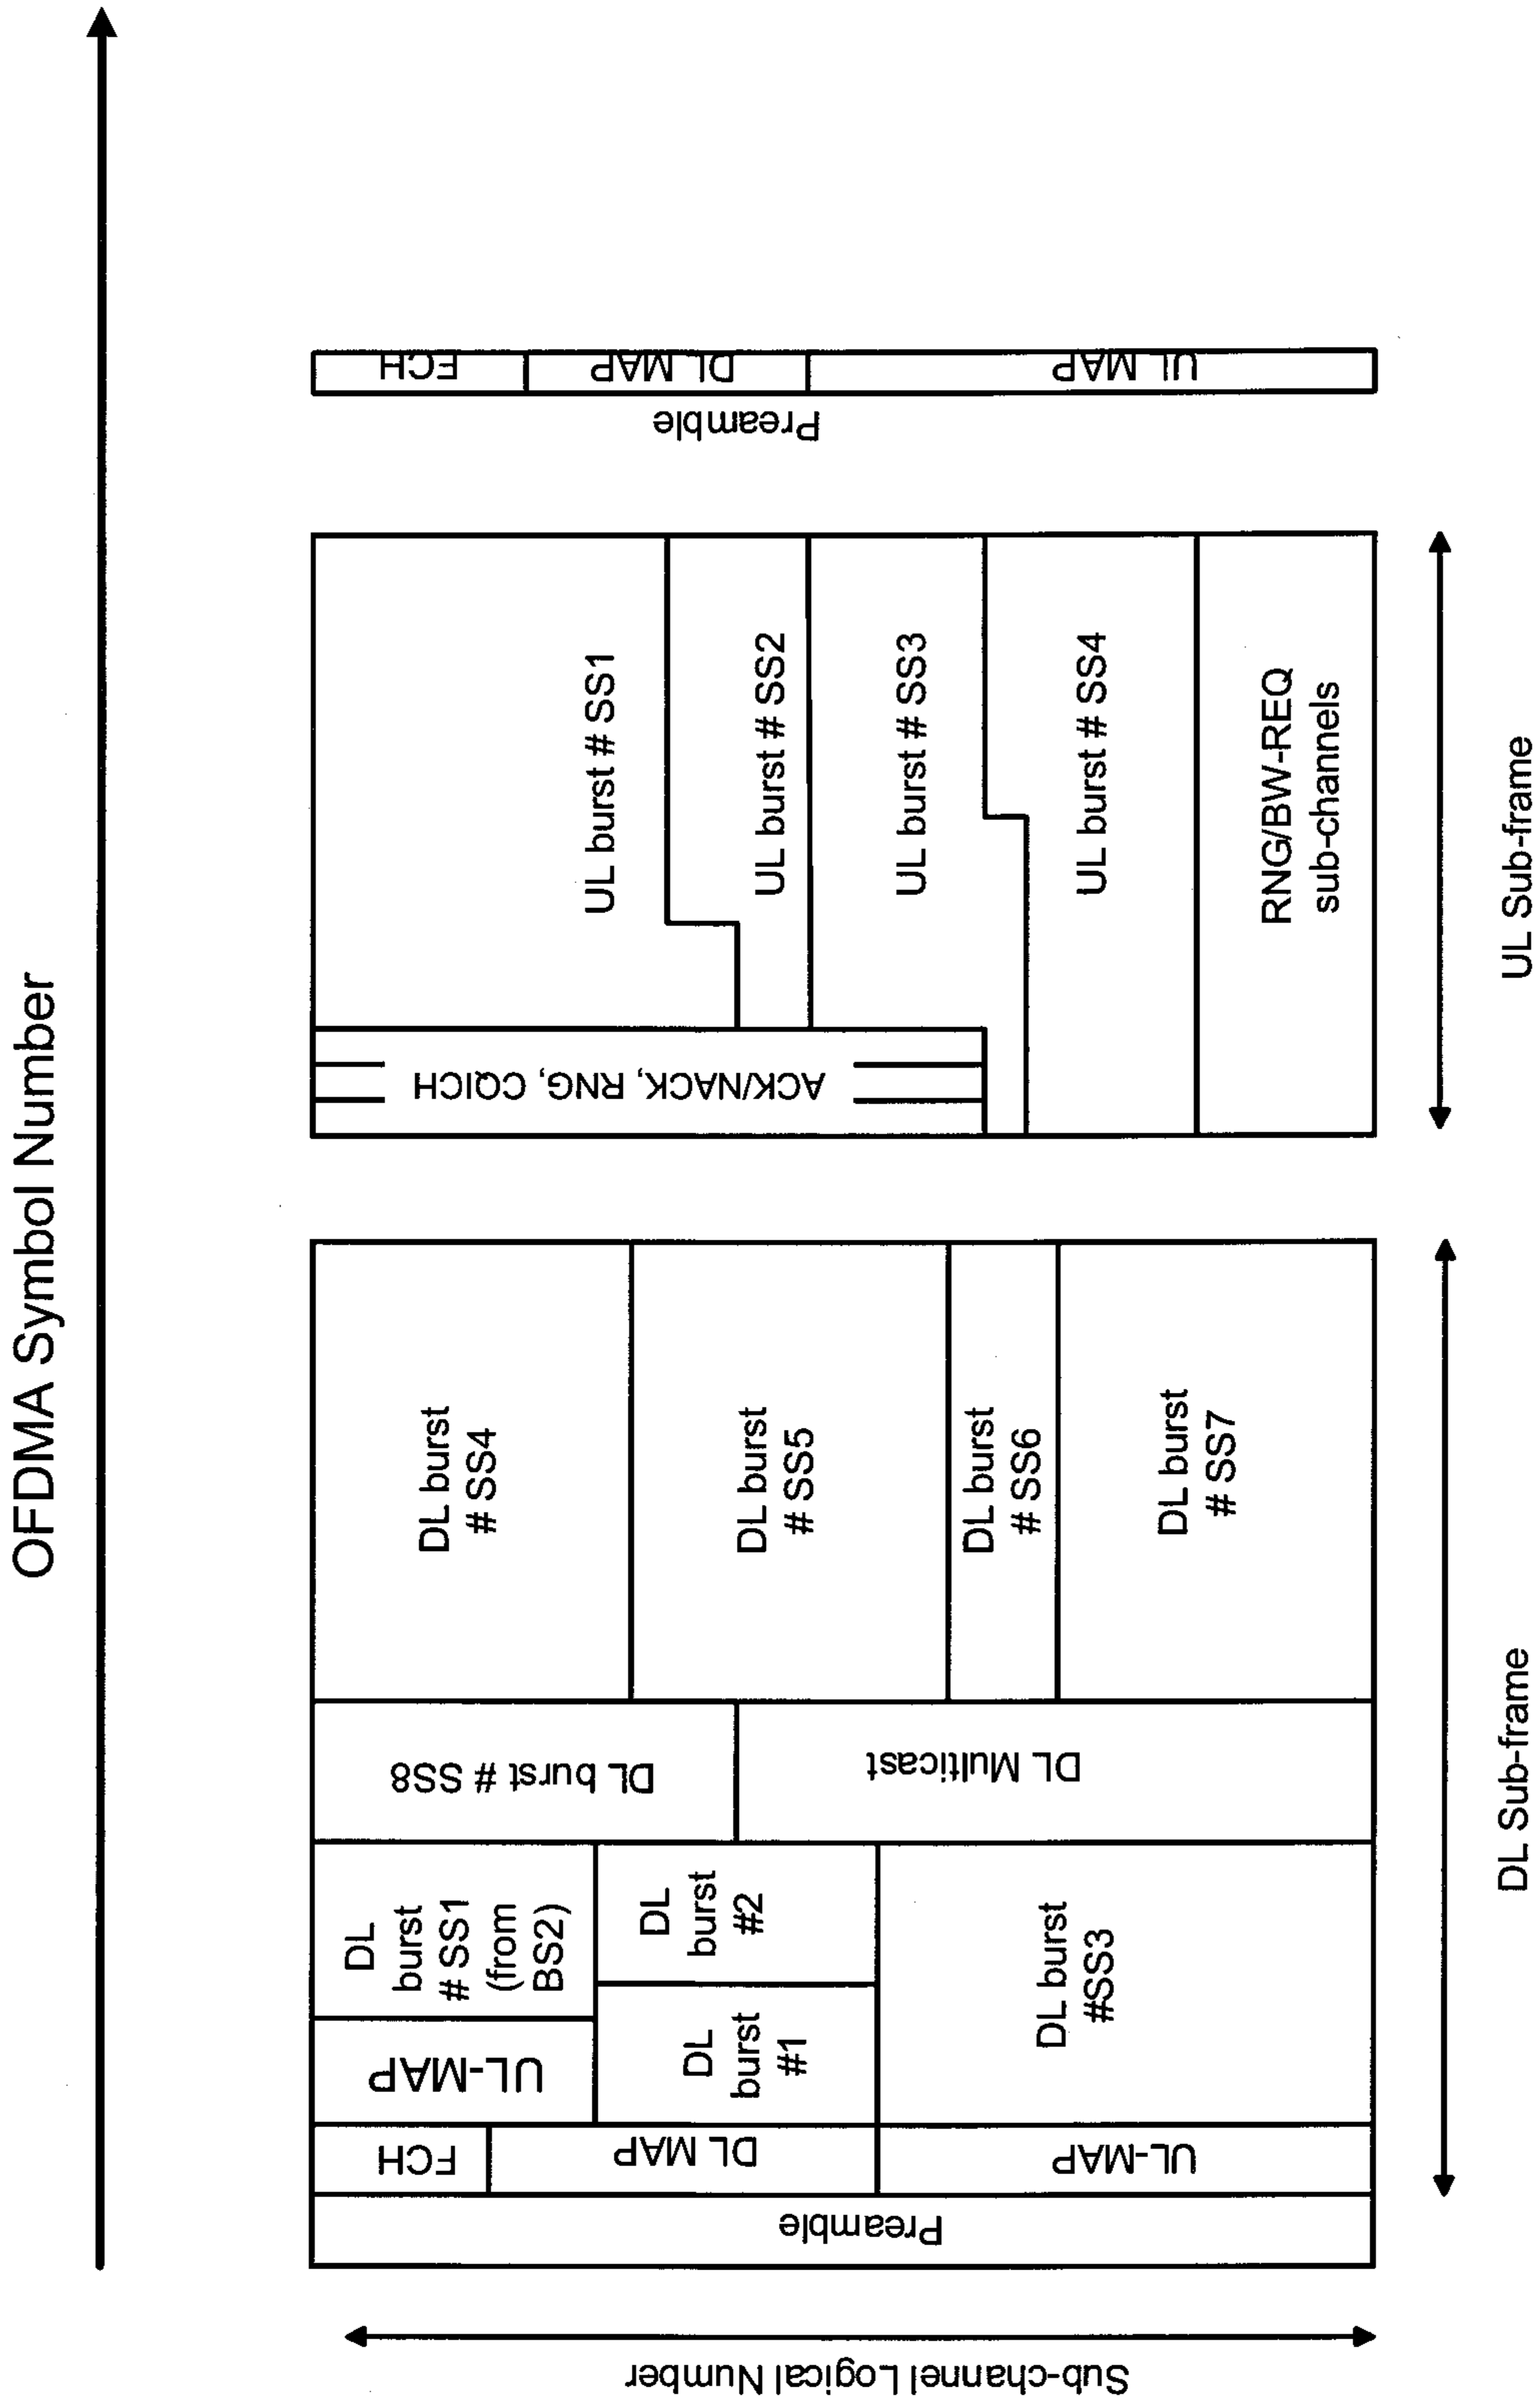 OFDMA Symbol Number
Sub-channel Logical Number
Preamble
FCH
DL MAP
UL-MAP
UL-MAP
DL
burst
# SS1
(from
BS2)
DL
burst
#1
DL
burst
#2
DL burst
#SS3
DL burst # SS8
DL Multicast
DL burst
# SS4
DL burst
# SS5
DL burst
# SS6
DL burst
# SS7
DL Sub-frame
ACK/NACK, RNG, CQICH
UL burst # SS1
UL burst # SS2
UL burst # SS3
UL burst # SS4
RNG/BW-REQ
sub-channels
UL Sub-frame
Preamble
FCH
DL MAP
UL MAP